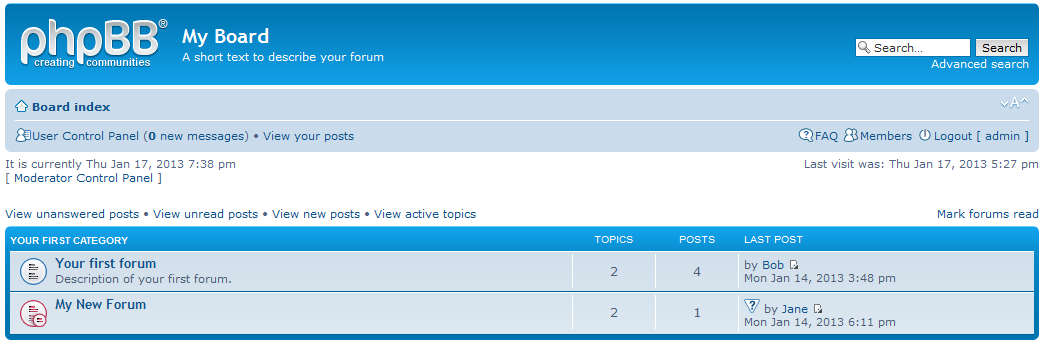 phpBB®
creating communities
My Board
A short text to describe your forum
Search...
Search
Advanced search
Board index
A
User Control Panel (0 new messages) • View your posts
FAQ Members Logout [ admin ]
It is currently Thu Jan 17, 2013 7:38 pm
Last visit was: Thu Jan 17, 2013 5:27 pm
[ Moderator Control Panel ]
View unanswered posts • View unread posts • View new posts • View active topics
Mark forums read
YOUR FIRST CATEGORY TOPICS POSTS LAST POST
Your first forum
Description of your first forum.
2
4
by Bob
Mon Jan 14, 2013 3:48 pm
My New Forum
2
1
? by Jane
Mon Jan 14, 2013 6:11 pm